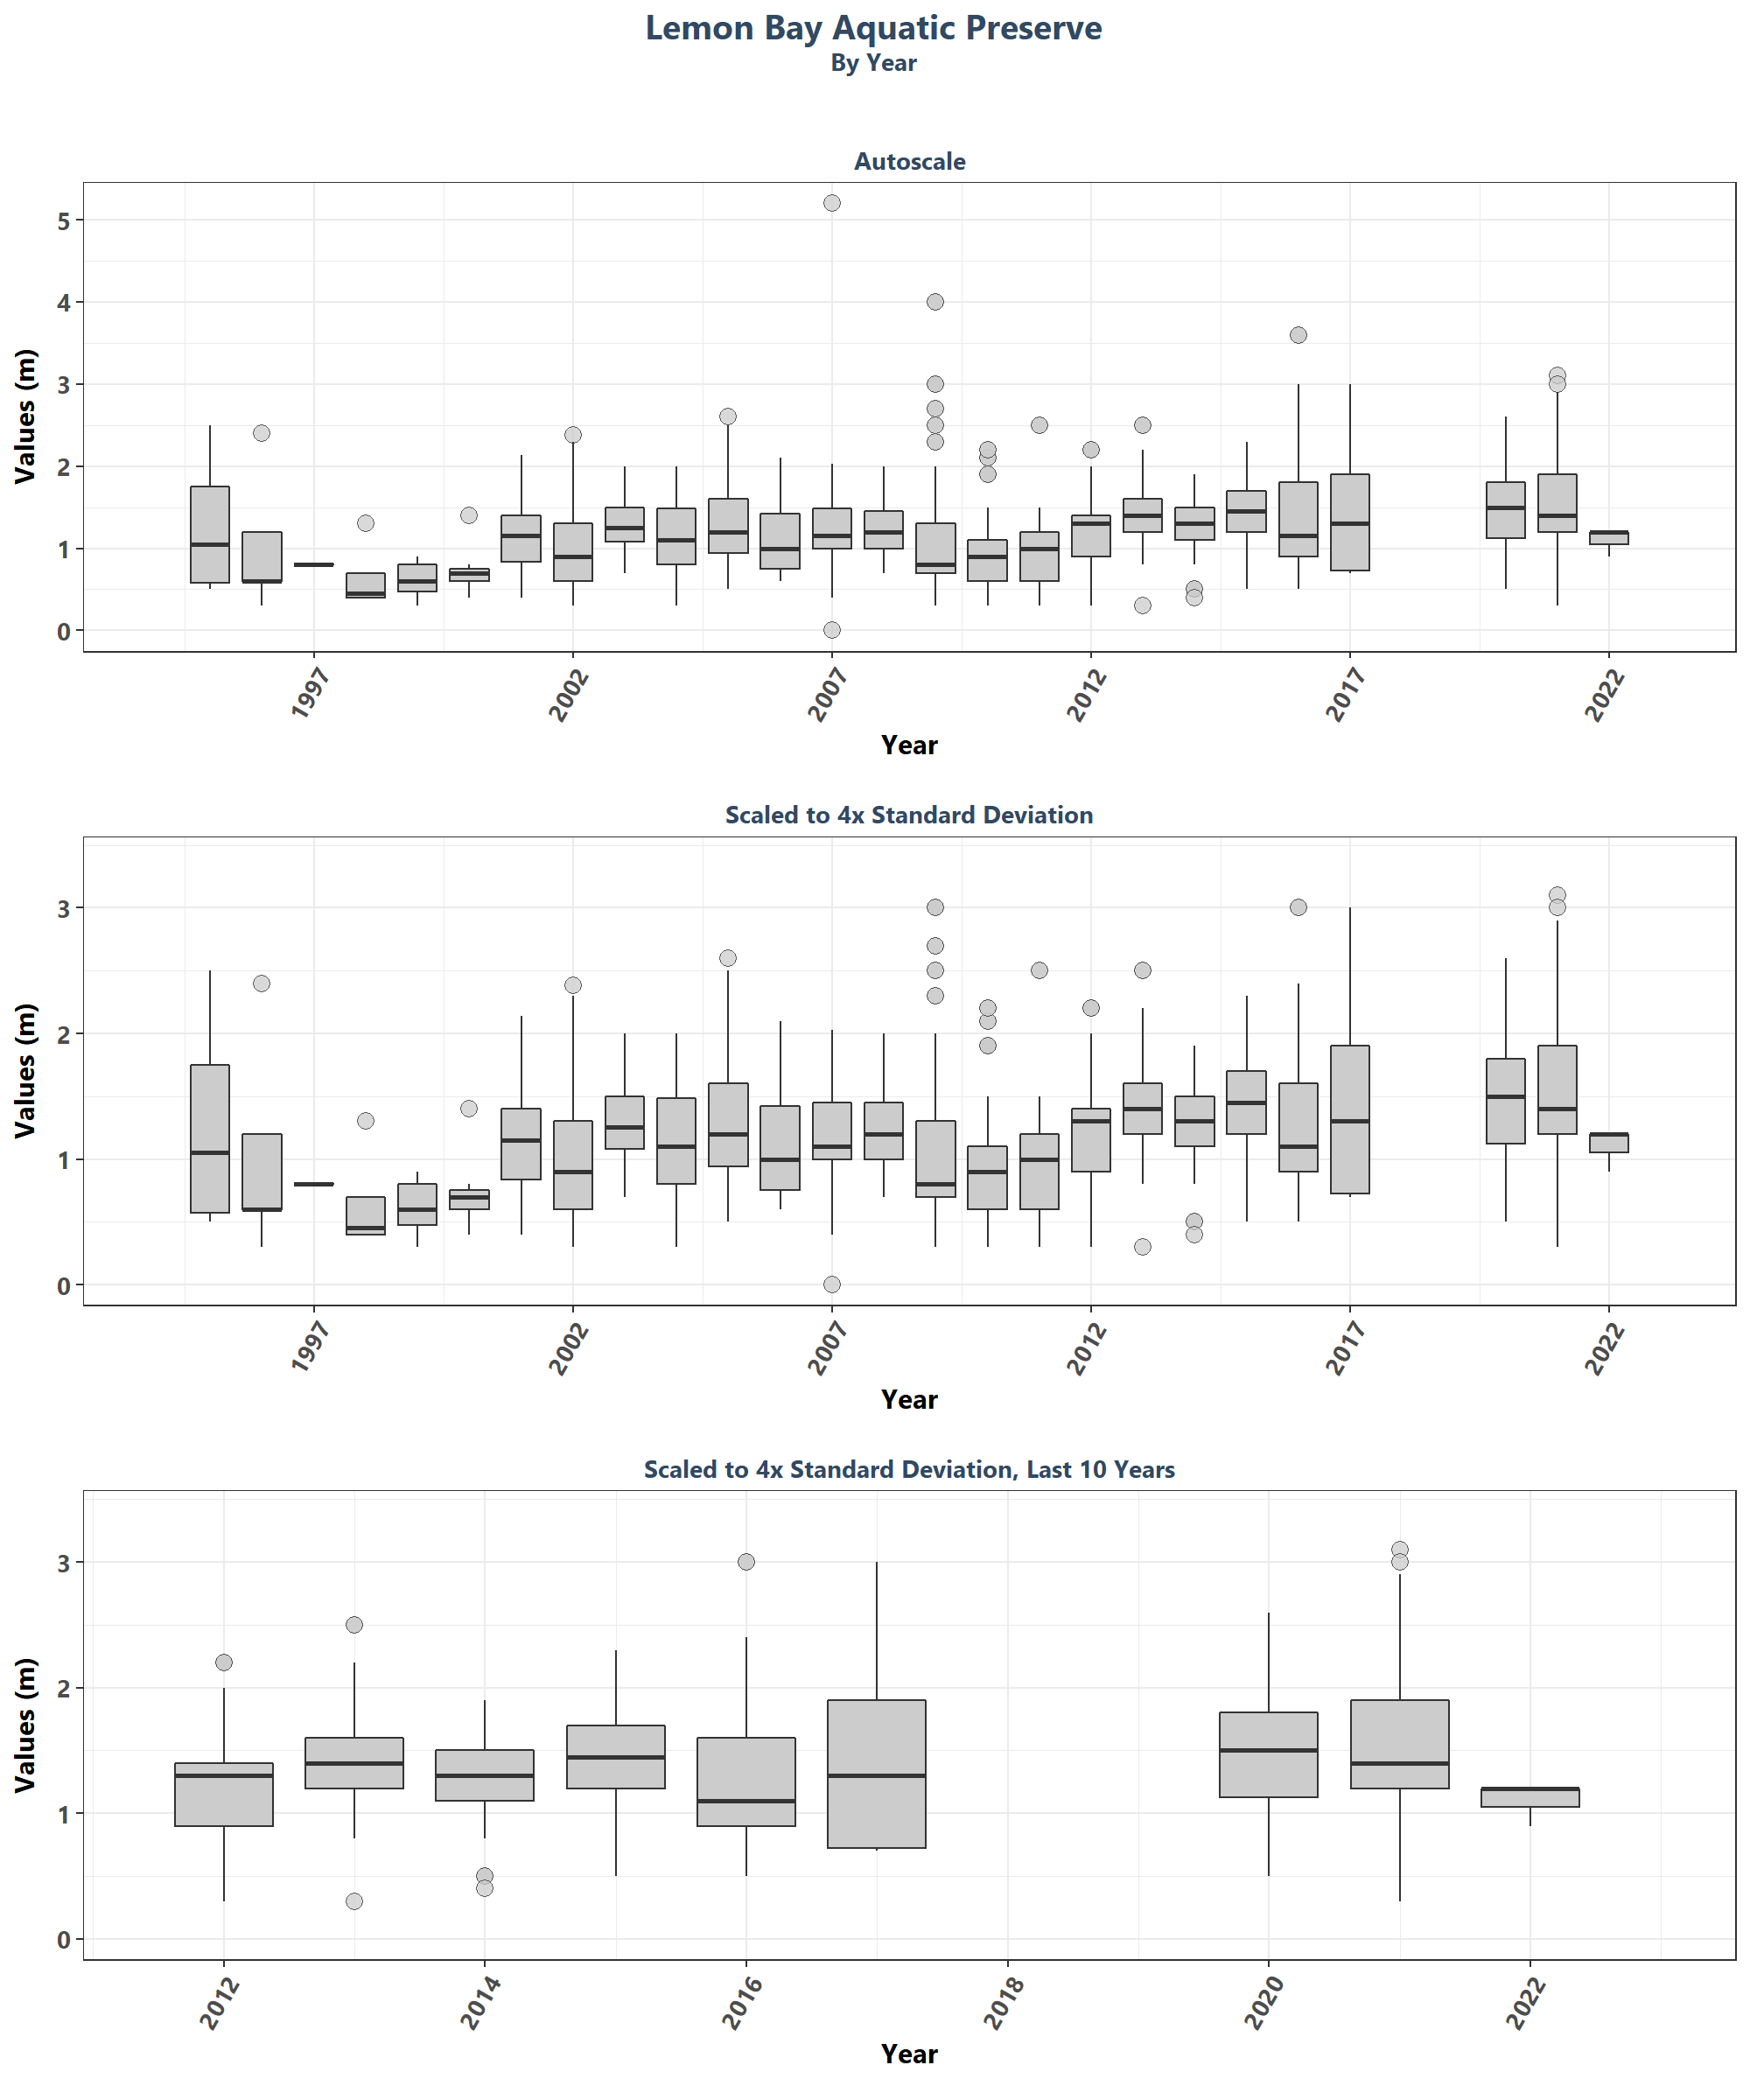 Lemon Bay Aquatic Preserve
By Year
Autoscale
Values (m)
5
4
3
2
1
0
1997 2002 2007 2012 2017 2022
Year
Scaled to 4x Standard Deviation
Values (m)
3
2
1
0
1997 2002 2007 2012 2017 2022
Year
Scaled to 4x Standard Deviation, Last 10 Years
Values (m)
3
2
1
0
2012 2014 2016 2018 2020 2022
Year